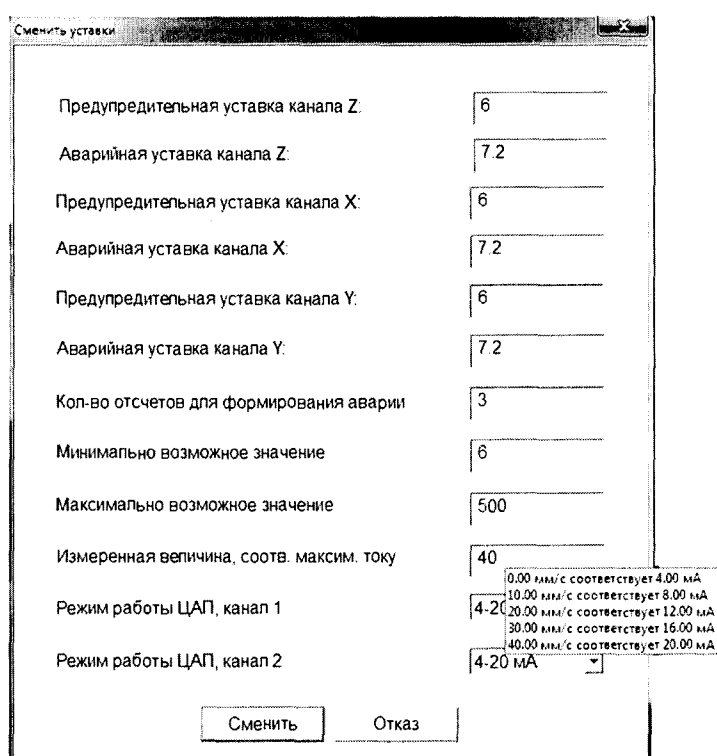 Сменить уставки
Предупредительная уставка канала Z: 6
Аварийная уставка канала Z: 7.2
Предупредительная уставка канала X: 6
Аварийная уставка канала X: 7.2
Предупредительная уставка канала Y: 6
Аварийная уставка канала Y: 7.2
Кол-во отсчетов для формирования аварии 3
Минимально возможное значение 6
Максимально возможное значение 500
Измеренная величина, соотв. максим. току 40
0.00 мм/с соответствует 4.00 мА
10.00 мм/с соответствует 8.00 мА
20.00 мм/с соответствует 12.00 мА
30.00 мм/с соответствует 16.00 мА
40.00 мм/с соответствует 20.00 мА
Режим работы ЦАП, канал 1 4-20
Режим работы ЦАП, канал 2 4-20 мА
Сменить Отказ